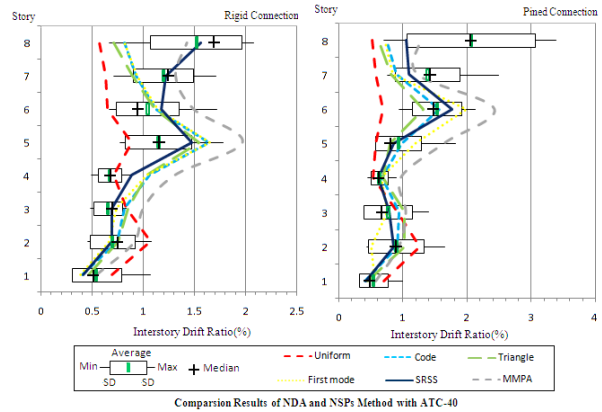 Story Rigid Connection
8
7
6
5
4
3
2
1
0 0.5 1 1.5 2 2.5
Interstory Drift Ratio(%)
Story Pined Connection
8
7
6
5
4
3
2
1
0 1 2 3 4
Interstory Drift Ratio(%)
Average
Min Max Median
SD SD
Uniform Code Triangle
First mode SRSS MMPA
Comparsion Results of NDA and NSPs Method with ATC-40